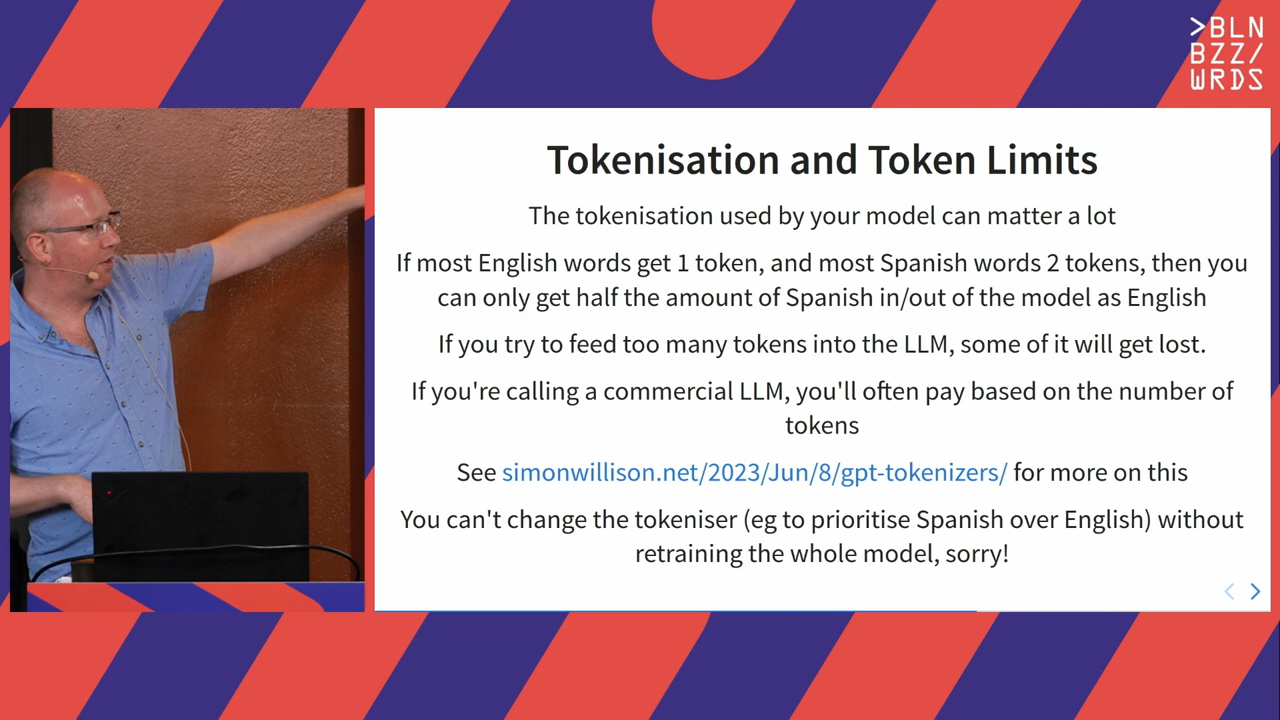 >BLN
BZZ/
WRDS
Tokenisation and Token Limits
The tokenisation used by your model can matter a lot
If most English words get 1 token, and most Spanish words 2 tokens, then you
can only get half the amount of Spanish in/out of the model as English
If you try to feed too many tokens into the LLM, some of it will get lost.
If you're calling a commercial LLM, you'll often pay based on the number of
tokens
See simonwillison.net/2023/Jun/8/gpt-tokenizers/ for more on this
You can't change the tokeniser (eg to prioritise Spanish over English) without
retraining the whole model, sorry!